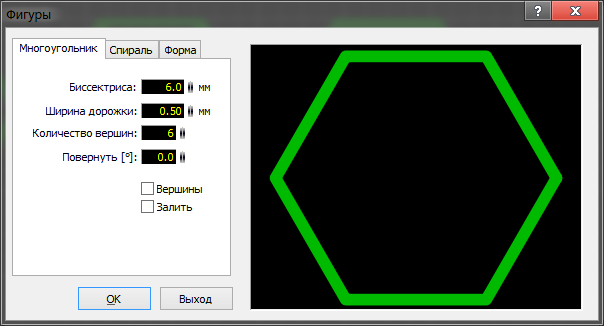 Фигуры
Многоугольник Спираль Форма
Биссектриса: 6.0 мм
Ширина дорожки: 0.50 мм
Количество вершин: 6
Повернуть [°]: 0.0
Вершины
Залить
OK Выход